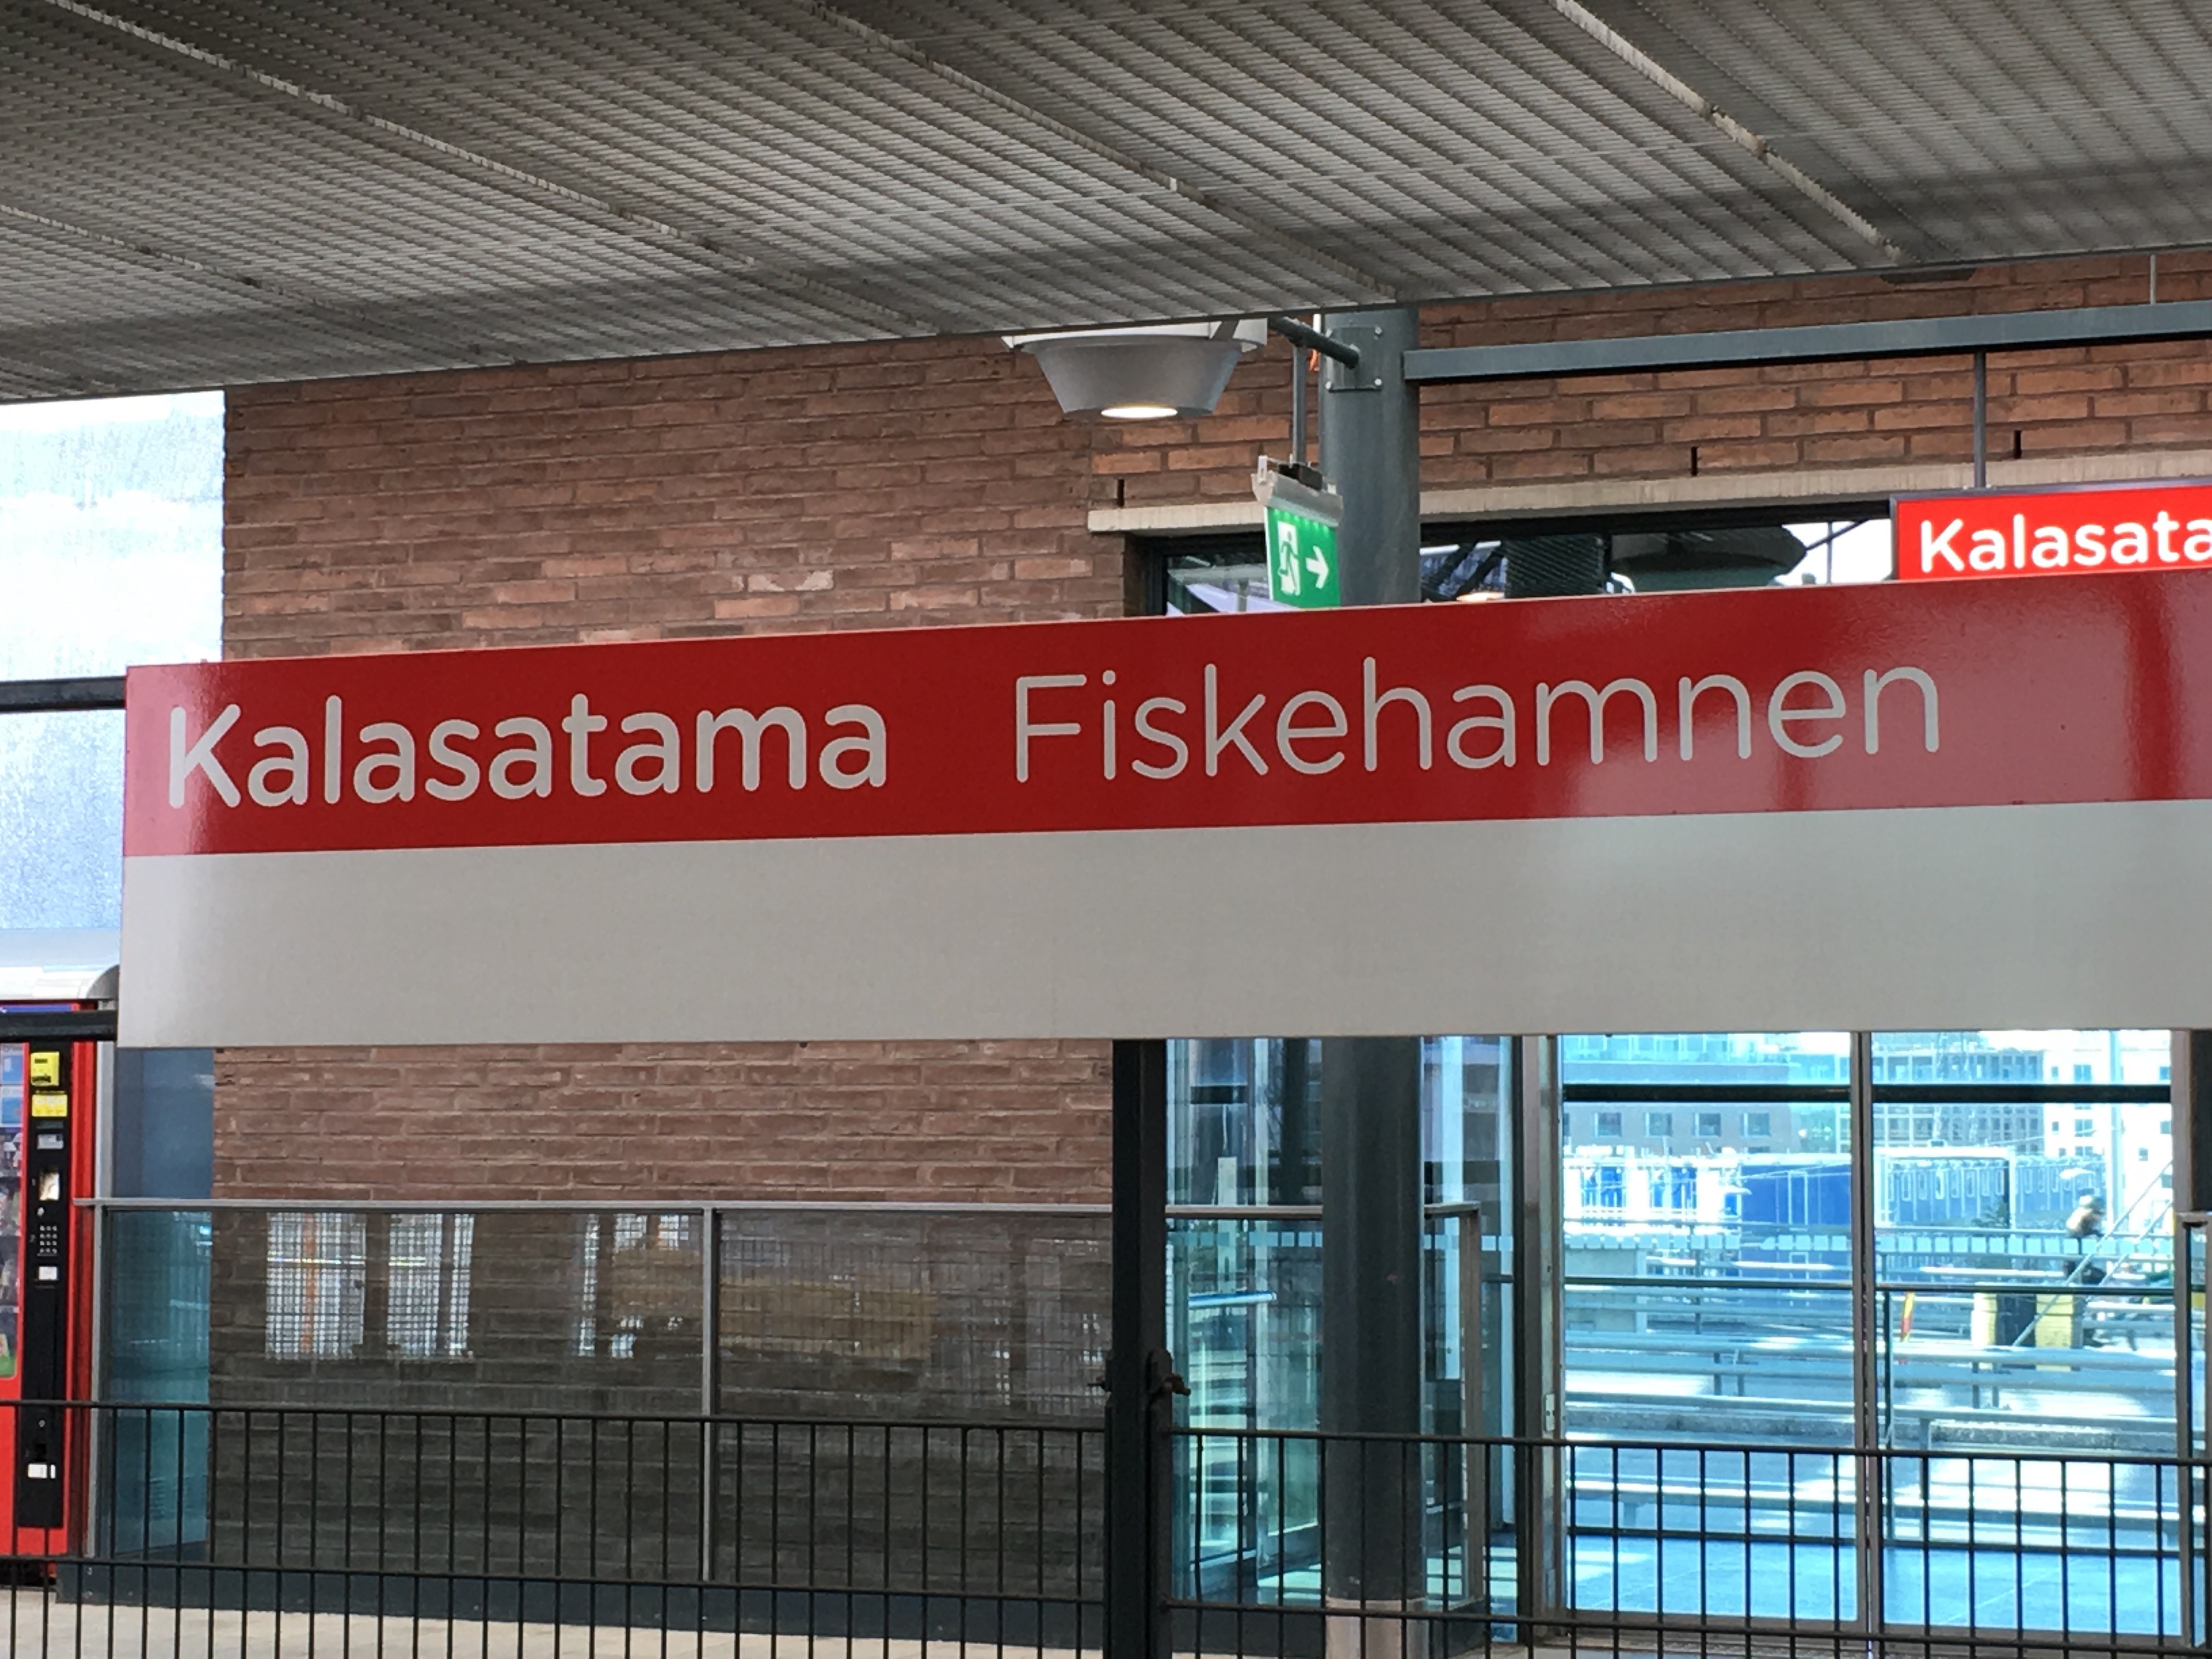 Kalasata
Kalasatama Fiskehamnen